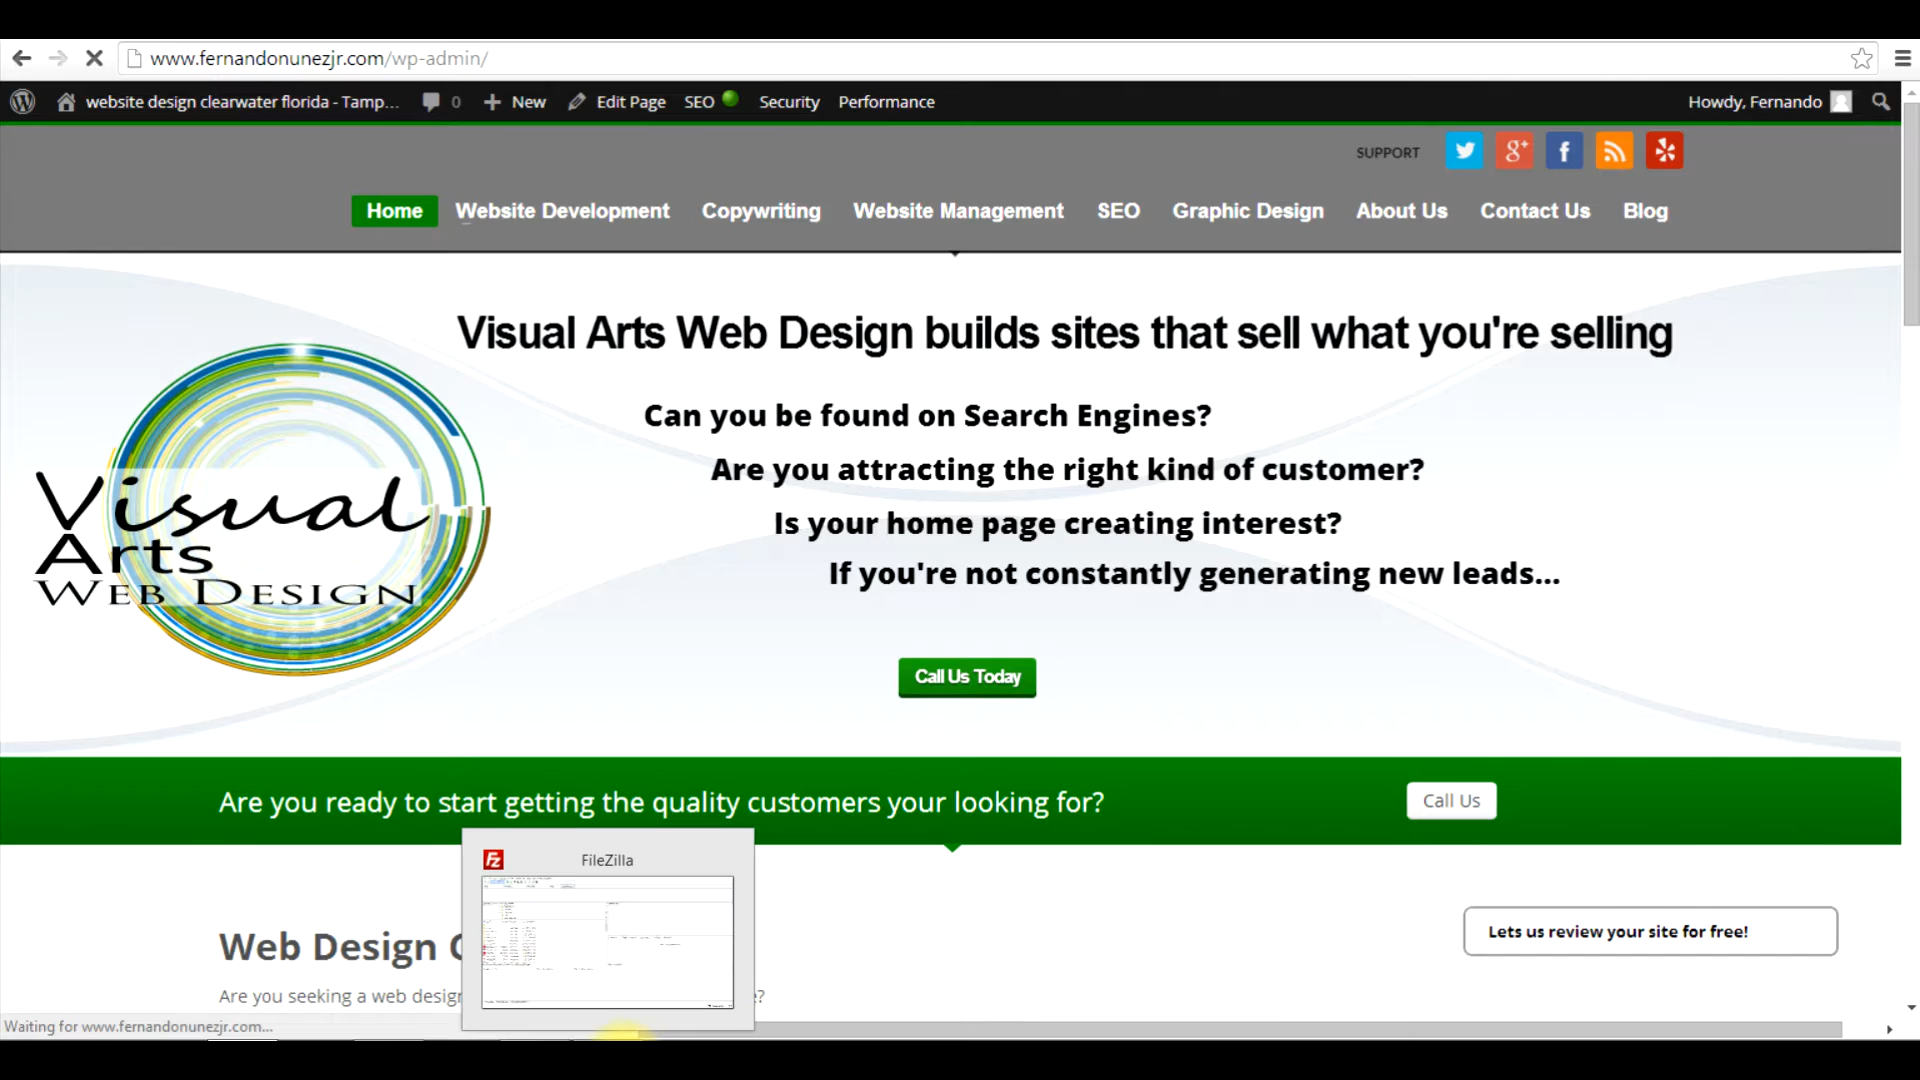 www.fernandonunezjr.com/wp-admin/
website design clearwater florida - Tamp... 0 New Edit Page SEO Security Performance Howdy, Fernando
SUPPORT
Home Website Development Copywriting Website Management SEO Graphic Design About Us Contact Us Blog
Visual Arts Web Design builds sites that sell what you're selling
Can you be found on Search Engines?
Are you attracting the right kind of customer?
Is your home page creating interest?
If you're not constantly generating new leads...
Visual
Arts
Web Design
Call Us Today
Are you ready to start getting the quality customers your looking for?
Call Us
FileZilla
Web Design
Lets us review your site for free!
Are you seeking a web design
?
Waiting for www.fernandonunezjr.com...